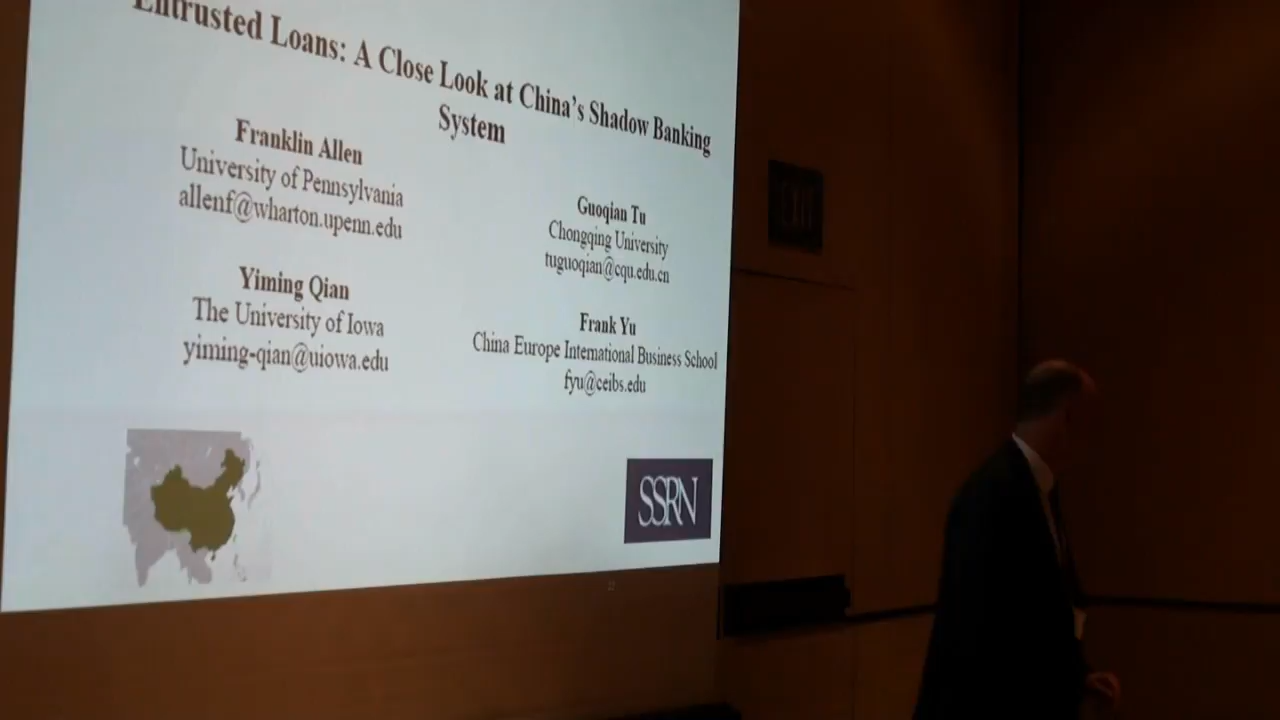 Entrusted Loans: A Close Look at China's Shadow Banking
System
Franklin Allen
University of Pennsylvania
allenf@wharton.upenn.edu
Guoqian Tu
Chongqing University
tuguoqian@cqu.edu.cn
Yiming Qian
The University of Iowa
yiming-qian@uiowa.edu
Frank Yu
China Europe International Business School
fyu@ceibs.edu
SSRN
EXIT